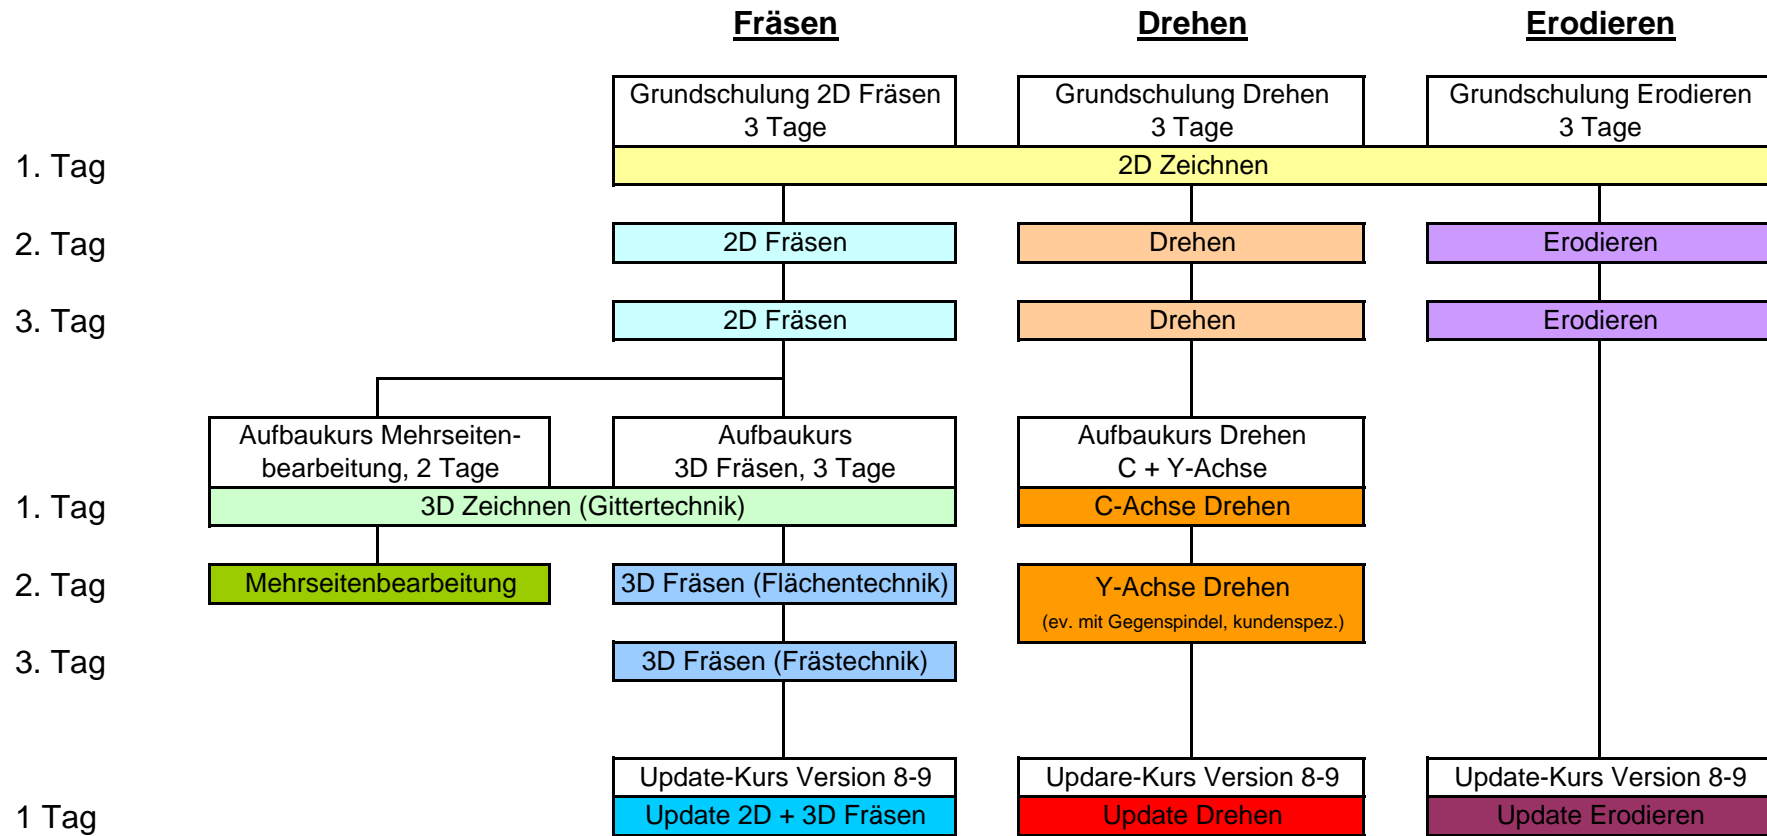 Fräsen Drehen Erodieren
Grundschulung 2D Fräsen Grundschulung Drehen Grundschulung Erodieren
3 Tage 3 Tage 3 Tage
1. Tag 2D Zeichnen
2. Tag 2D Fräsen Drehen Erodieren
3. Tag 2D Fräsen Drehen Erodieren
Aufbaukurs Mehrseiten- Aufbaukurs Aufbaukurs Drehen
bearbeitung, 2 Tage 3D Fräsen, 3 Tage C + Y-Achse
1. Tag 3D Zeichnen (Gittertechnik) C-Achse Drehen
2. Tag Mehrseitenbearbeitung 3D Fräsen (Flächentechnik) Y-Achse Drehen
(ev. mit Gegenspindel, kundenspez.)
3. Tag 3D Fräsen (Frästechnik)
Update-Kurs Version 8-9 Updare-Kurs Version 8-9 Update-Kurs Version 8-9
1 Tag Update 2D + 3D Fräsen Update Drehen Update Erodieren